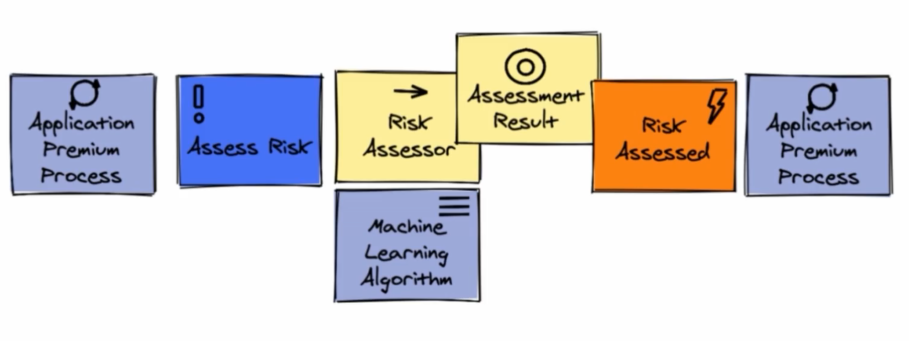 Application
Premium
Process
Assess Risk
Risk
Assessor
Machine
Learning
Algorithm
Assessment
Result
Risk
Assessed
Application
Premium
Process